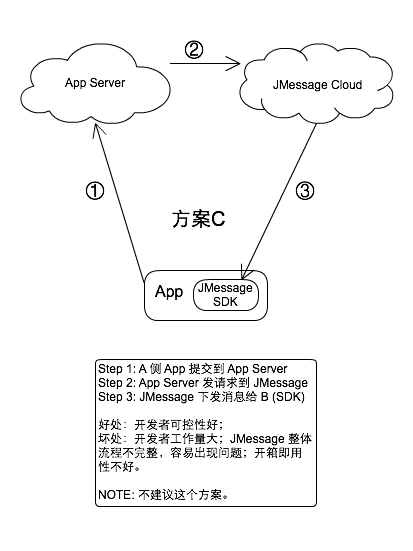 ②
App Server
JMessage Cloud
①
③
方案C
App
JMessage
SDK
Step 1: A 侧 App 提交到 App Server
Step 2: App Server 发请求到 JMessage
Step 3: JMessage 下发消息给 B (SDK)
好处：开发者可控性好；
坏处：开发者工作量大；JMessage 整体
流程不完整，容易出现问题；开箱即用
性不好。
NOTE: 不建议这个方案。